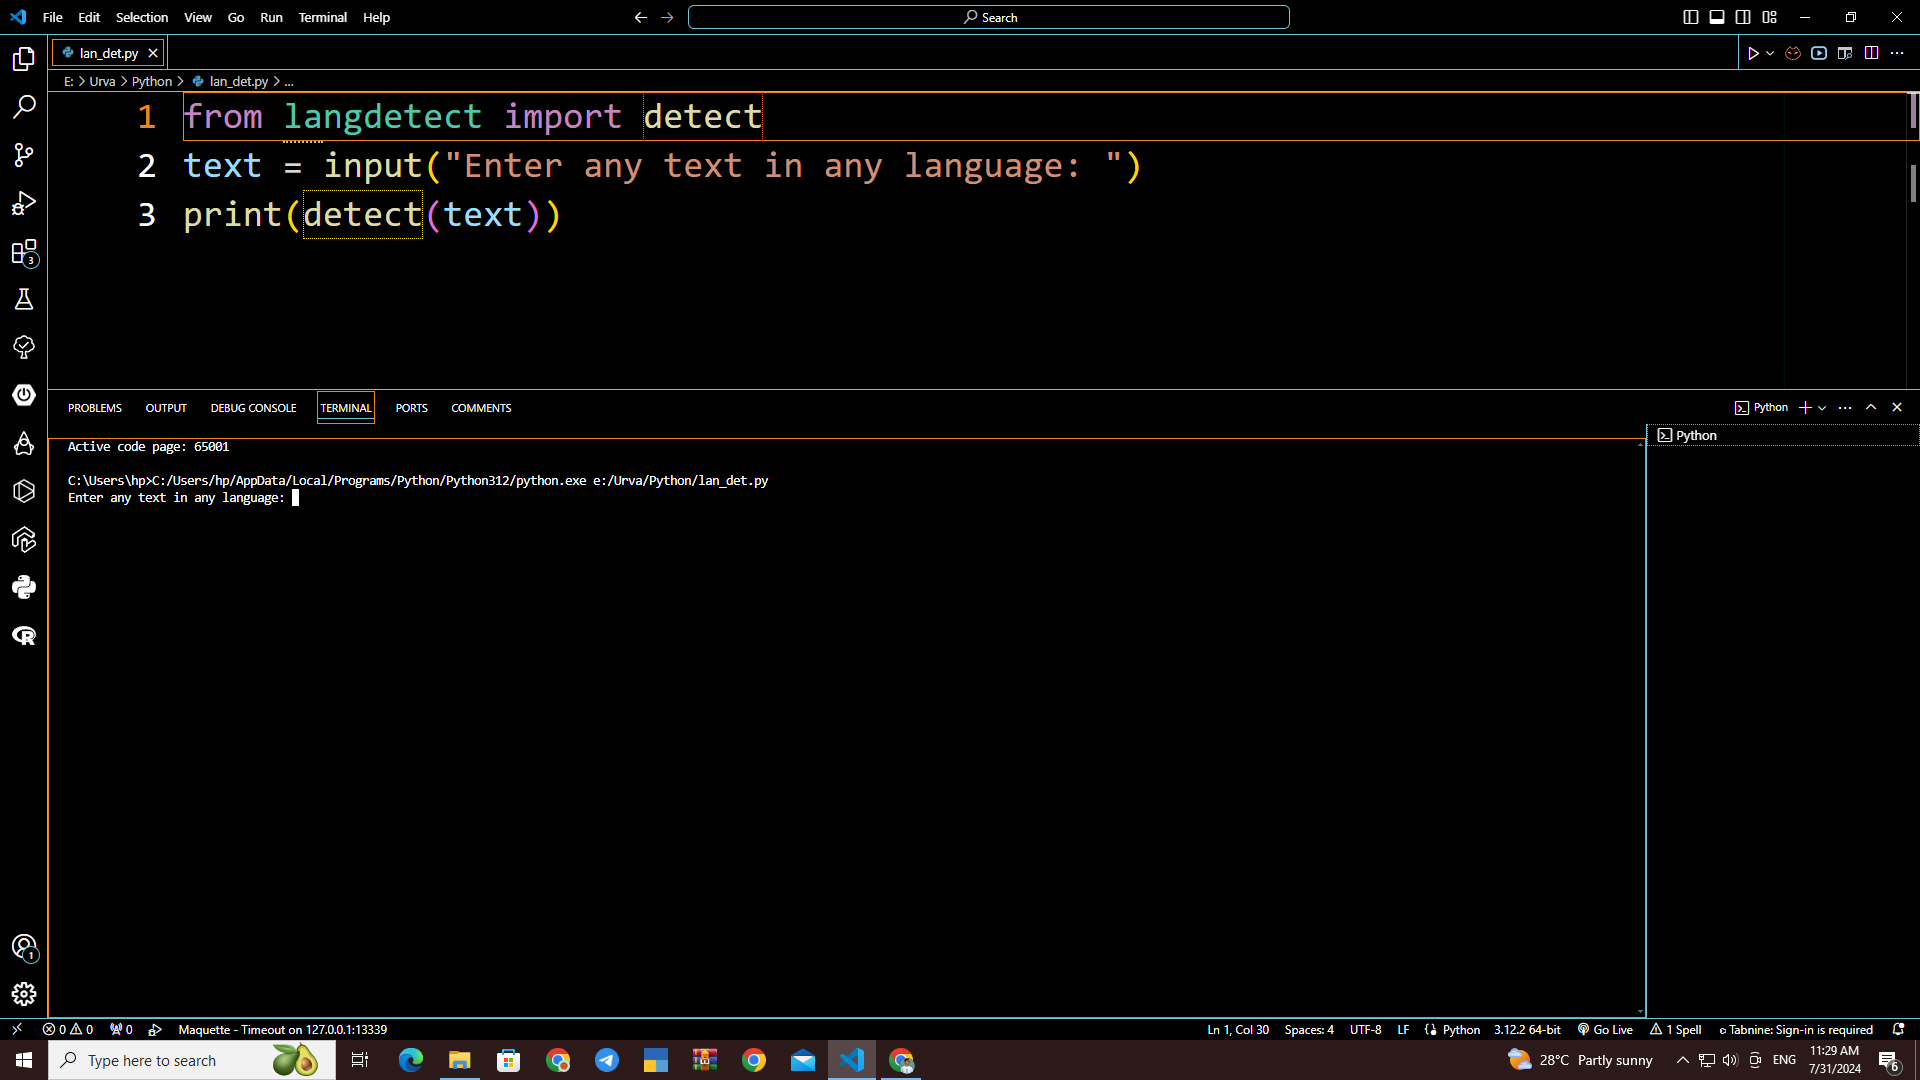 File Edit Selection View Go Run Terminal Help
Search
lan_det.py
E: > Urva > Python > lan_det.py > ...
1 from langdetect import detect
2 text = input("Enter any text in any language: ")
3 print(detect(text))
3
PROBLEMS OUTPUT DEBUG CONSOLE TERMINAL PORTS COMMENTS
Python
Python
Active code page: 65001
C:\Users\hp>C:/Users/hp/AppData/Local/Programs/Python/Python312/python.exe e:/Urva/Python/lan_det.py
Enter any text in any language:
1
0 0 0 Maquette - Timeout on 127.0.0.1:13339 Ln 1, Col 30 Spaces: 4 UTF-8 LF Python 3.12.2 64-bit Go Live 1 Spell Tabnine: Sign-in is required
Type here to search 28°C Partly sunny ENG 11:29 AM
7/31/2024 6